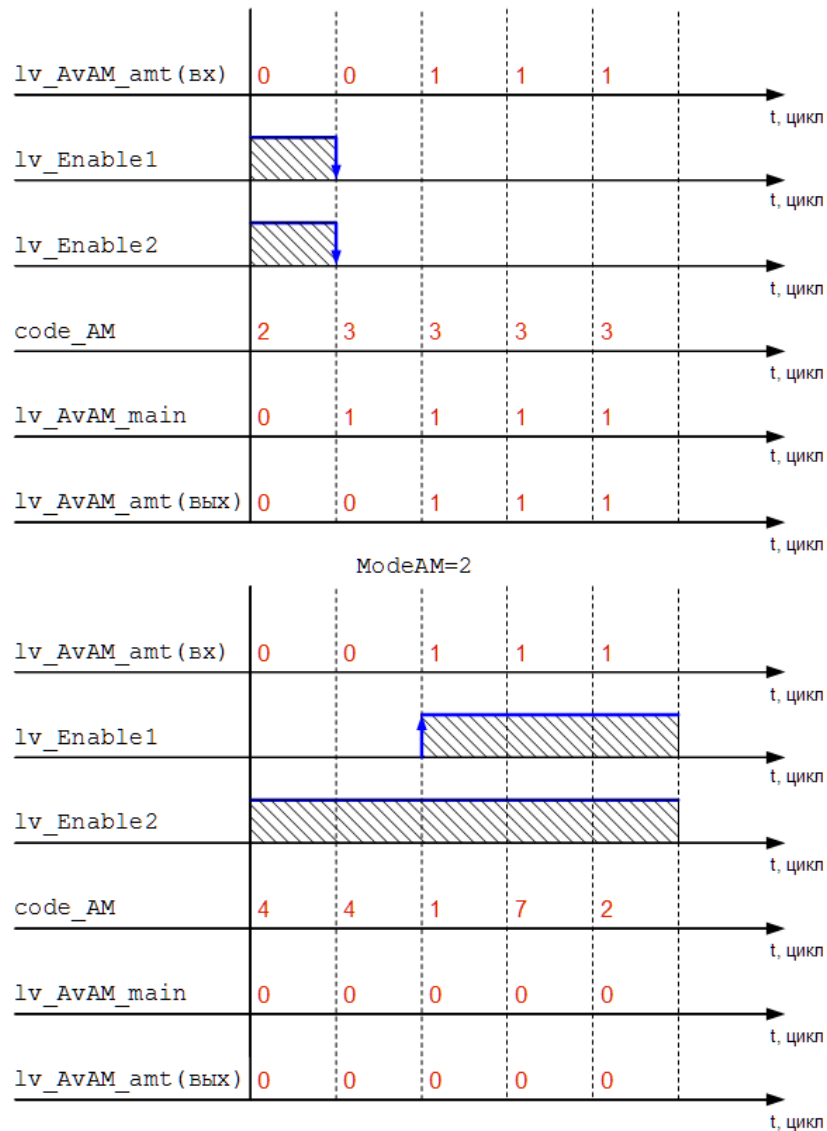 lv_AvAM_amt(вх) 0 0 1 1 1
t, цикл
lv_Enable1
t, цикл
lv_Enable2
t, цикл
code_AM 2 3 3 3 3
t, цикл
lv_AvAM_main 0 1 1 1 1
t, цикл
lv_AvAM_amt(вых) 0 0 1 1 1
t, цикл
ModeAM=2
lv_AvAM_amt(вх) 0 0 1 1 1
t, цикл
lv_Enable1
t, цикл
lv_Enable2
t, цикл
code_AM 4 4 1 7 2
t, цикл
lv_AvAM_main 0 0 0 0 0
t, цикл
lv_AvAM_amt(вых) 0 0 0 0 0
t, цикл